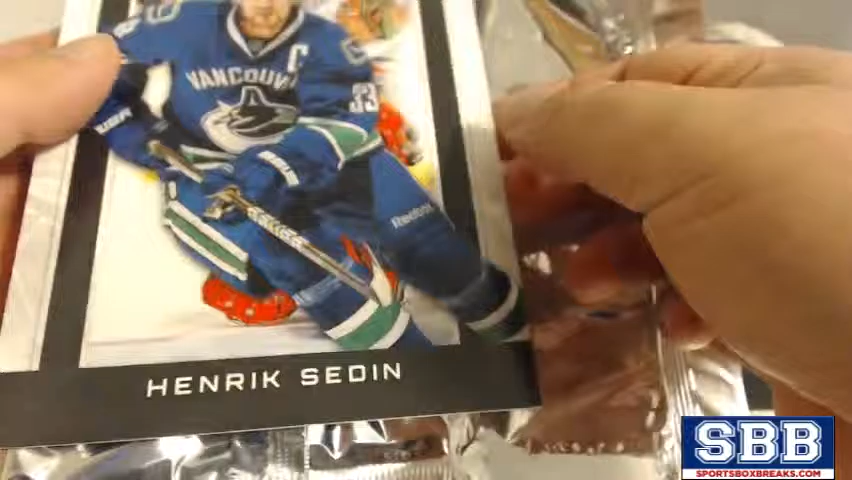 C
VANCOUV
33
Reebok
HENRIK SEDIN
SBB
SPORTSBOXBREAKS.COM